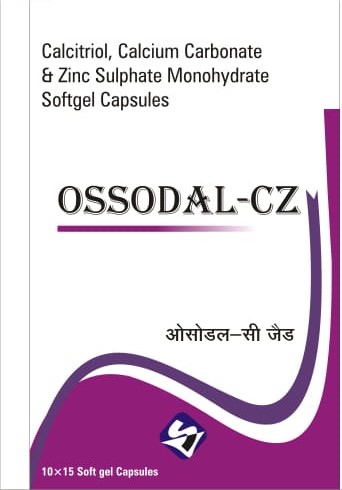 Calcitriol, Calcium Carbonate
& Zinc Sulphate Monohydrate
Softgel Capsules
OSSODAL-CZ
ओसोडल–सी जैड
10×15 Soft gel Capsules